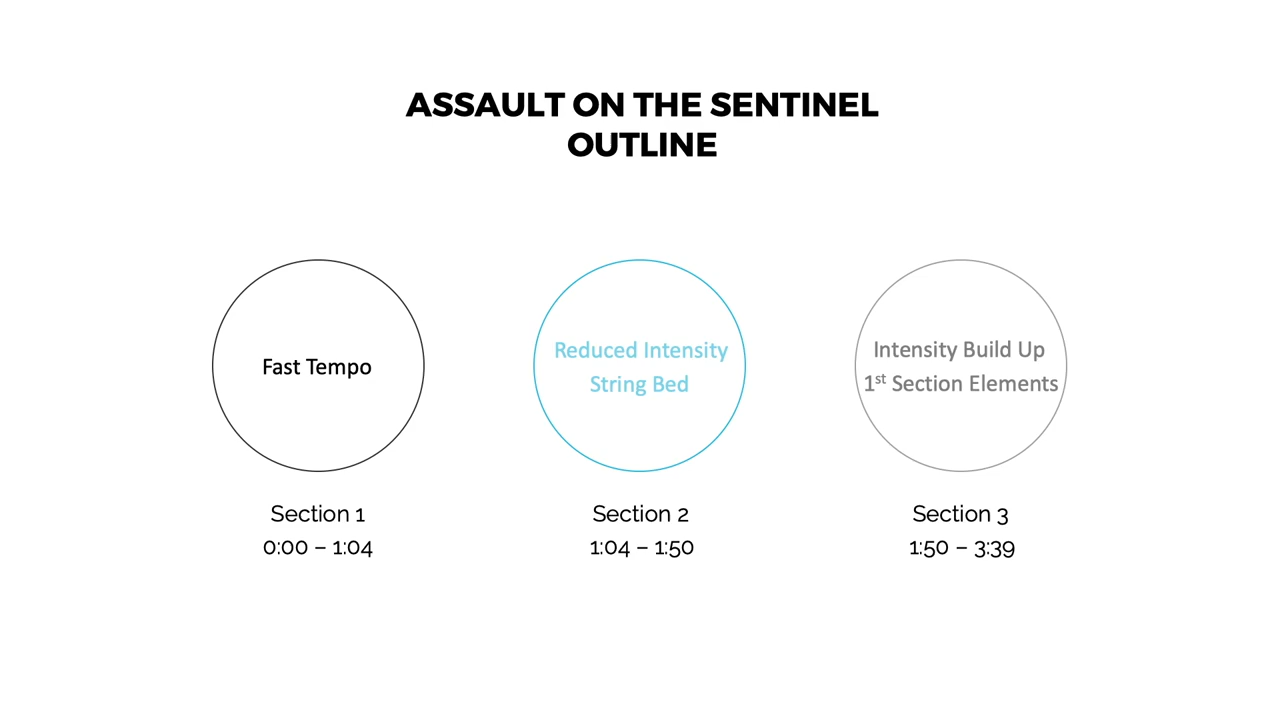 ASSAULT ON THE SENTINEL
OUTLINE
Fast Tempo
Reduced Intensity
String Bed
Intensity Build Up
1st Section Elements
Section 1
0:00 – 1:04
Section 2
1:04 – 1:50
Section 3
1:50 – 3:39